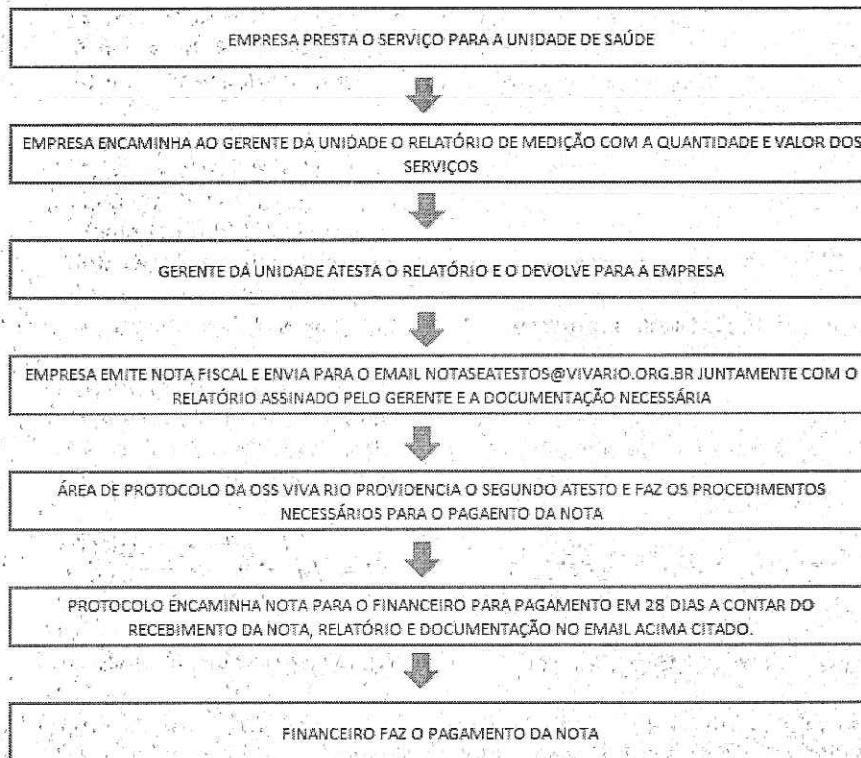 EMPRESA PRESTA O SERVIÇO PARA A UNIDADE DE SAÚDE
EMPRESA ENCAMINHA AO GERENTE DA UNIDADE O RELATÓRIO DE MEDIÇÃO COM A QUANTIDADE E VALOR DOS
SERVIÇOS
GERENTE DA UNIDADE ATESTA O RELATÓRIO E O DEVOLVE PARA A EMPRESA
EMPRESA EMITE NOTA FISCAL E ENVIA PARA O EMAIL NOTASEATESTOS@VIVARIO.ORG.BR JUNTAMENTE COM O
RELATÓRIO ASSINADO PELO GERENTE E A DOCUMENTAÇÃO NECESSÁRIA
ÁREA DE PROTOCOLO DA OSS VIVA RIO PROVIDENCIA O SEGUNDO ATESTO E FAZ OS PROCEDIMENTOS
NECESSÁRIOS PARA O PAGAENTO DA NOTA
PROTOCOLO ENCAMINHA NOTA PARA O FINANCEIRO PARA PAGAMENTO EM 28 DIAS A CONTAR DO
RECEBIMENTO DA NOTA, RELATÓRIO E DOCUMENTAÇÃO NO EMAIL ACIMA CITADO.
FINANCEIRO FAZ O PAGAMENTO DA NOTA